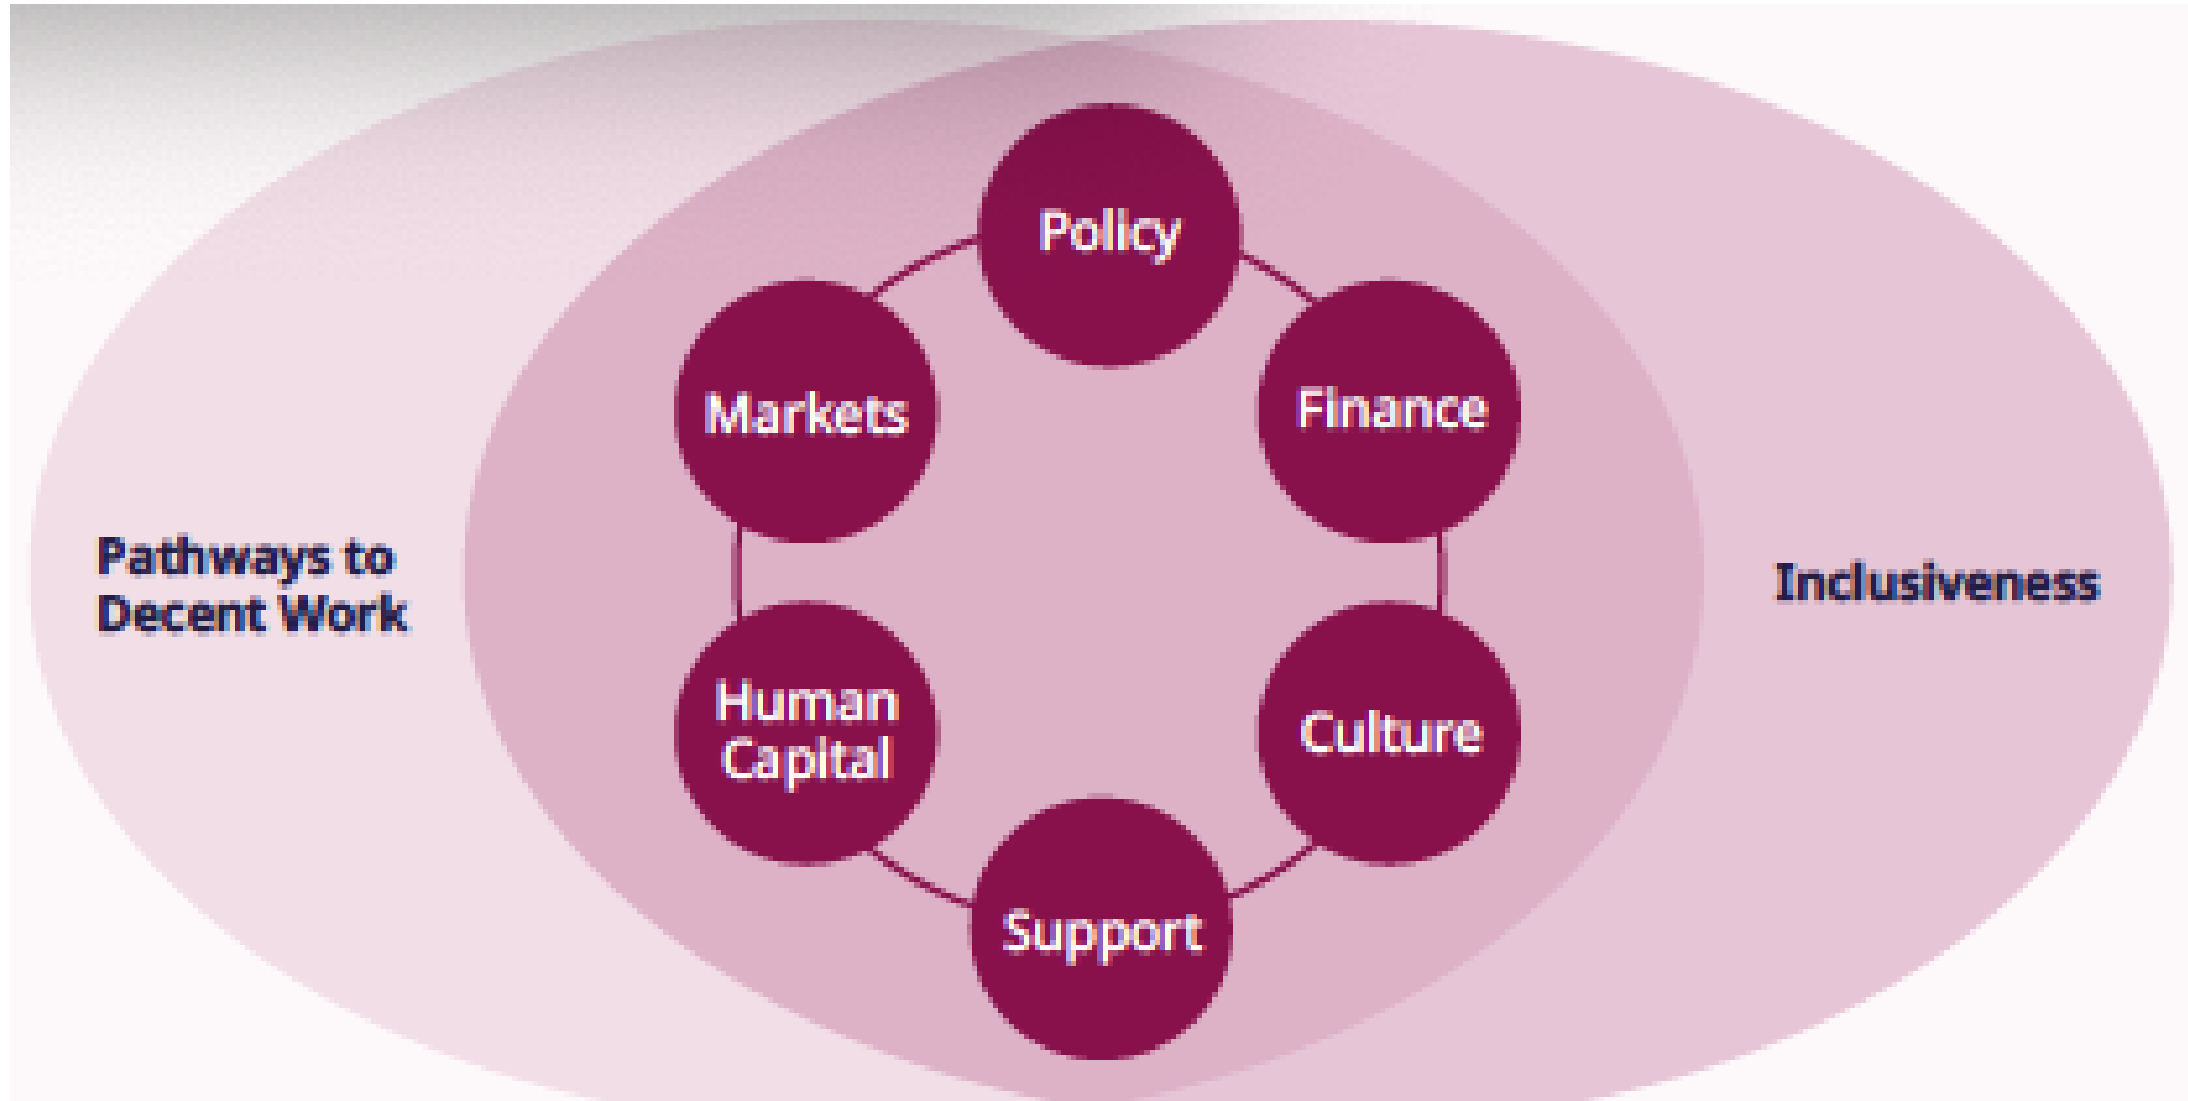 Policy
Markets
Finance
Pathways to
Decent Work
Inclusiveness
Human
Capital
Culture
Support